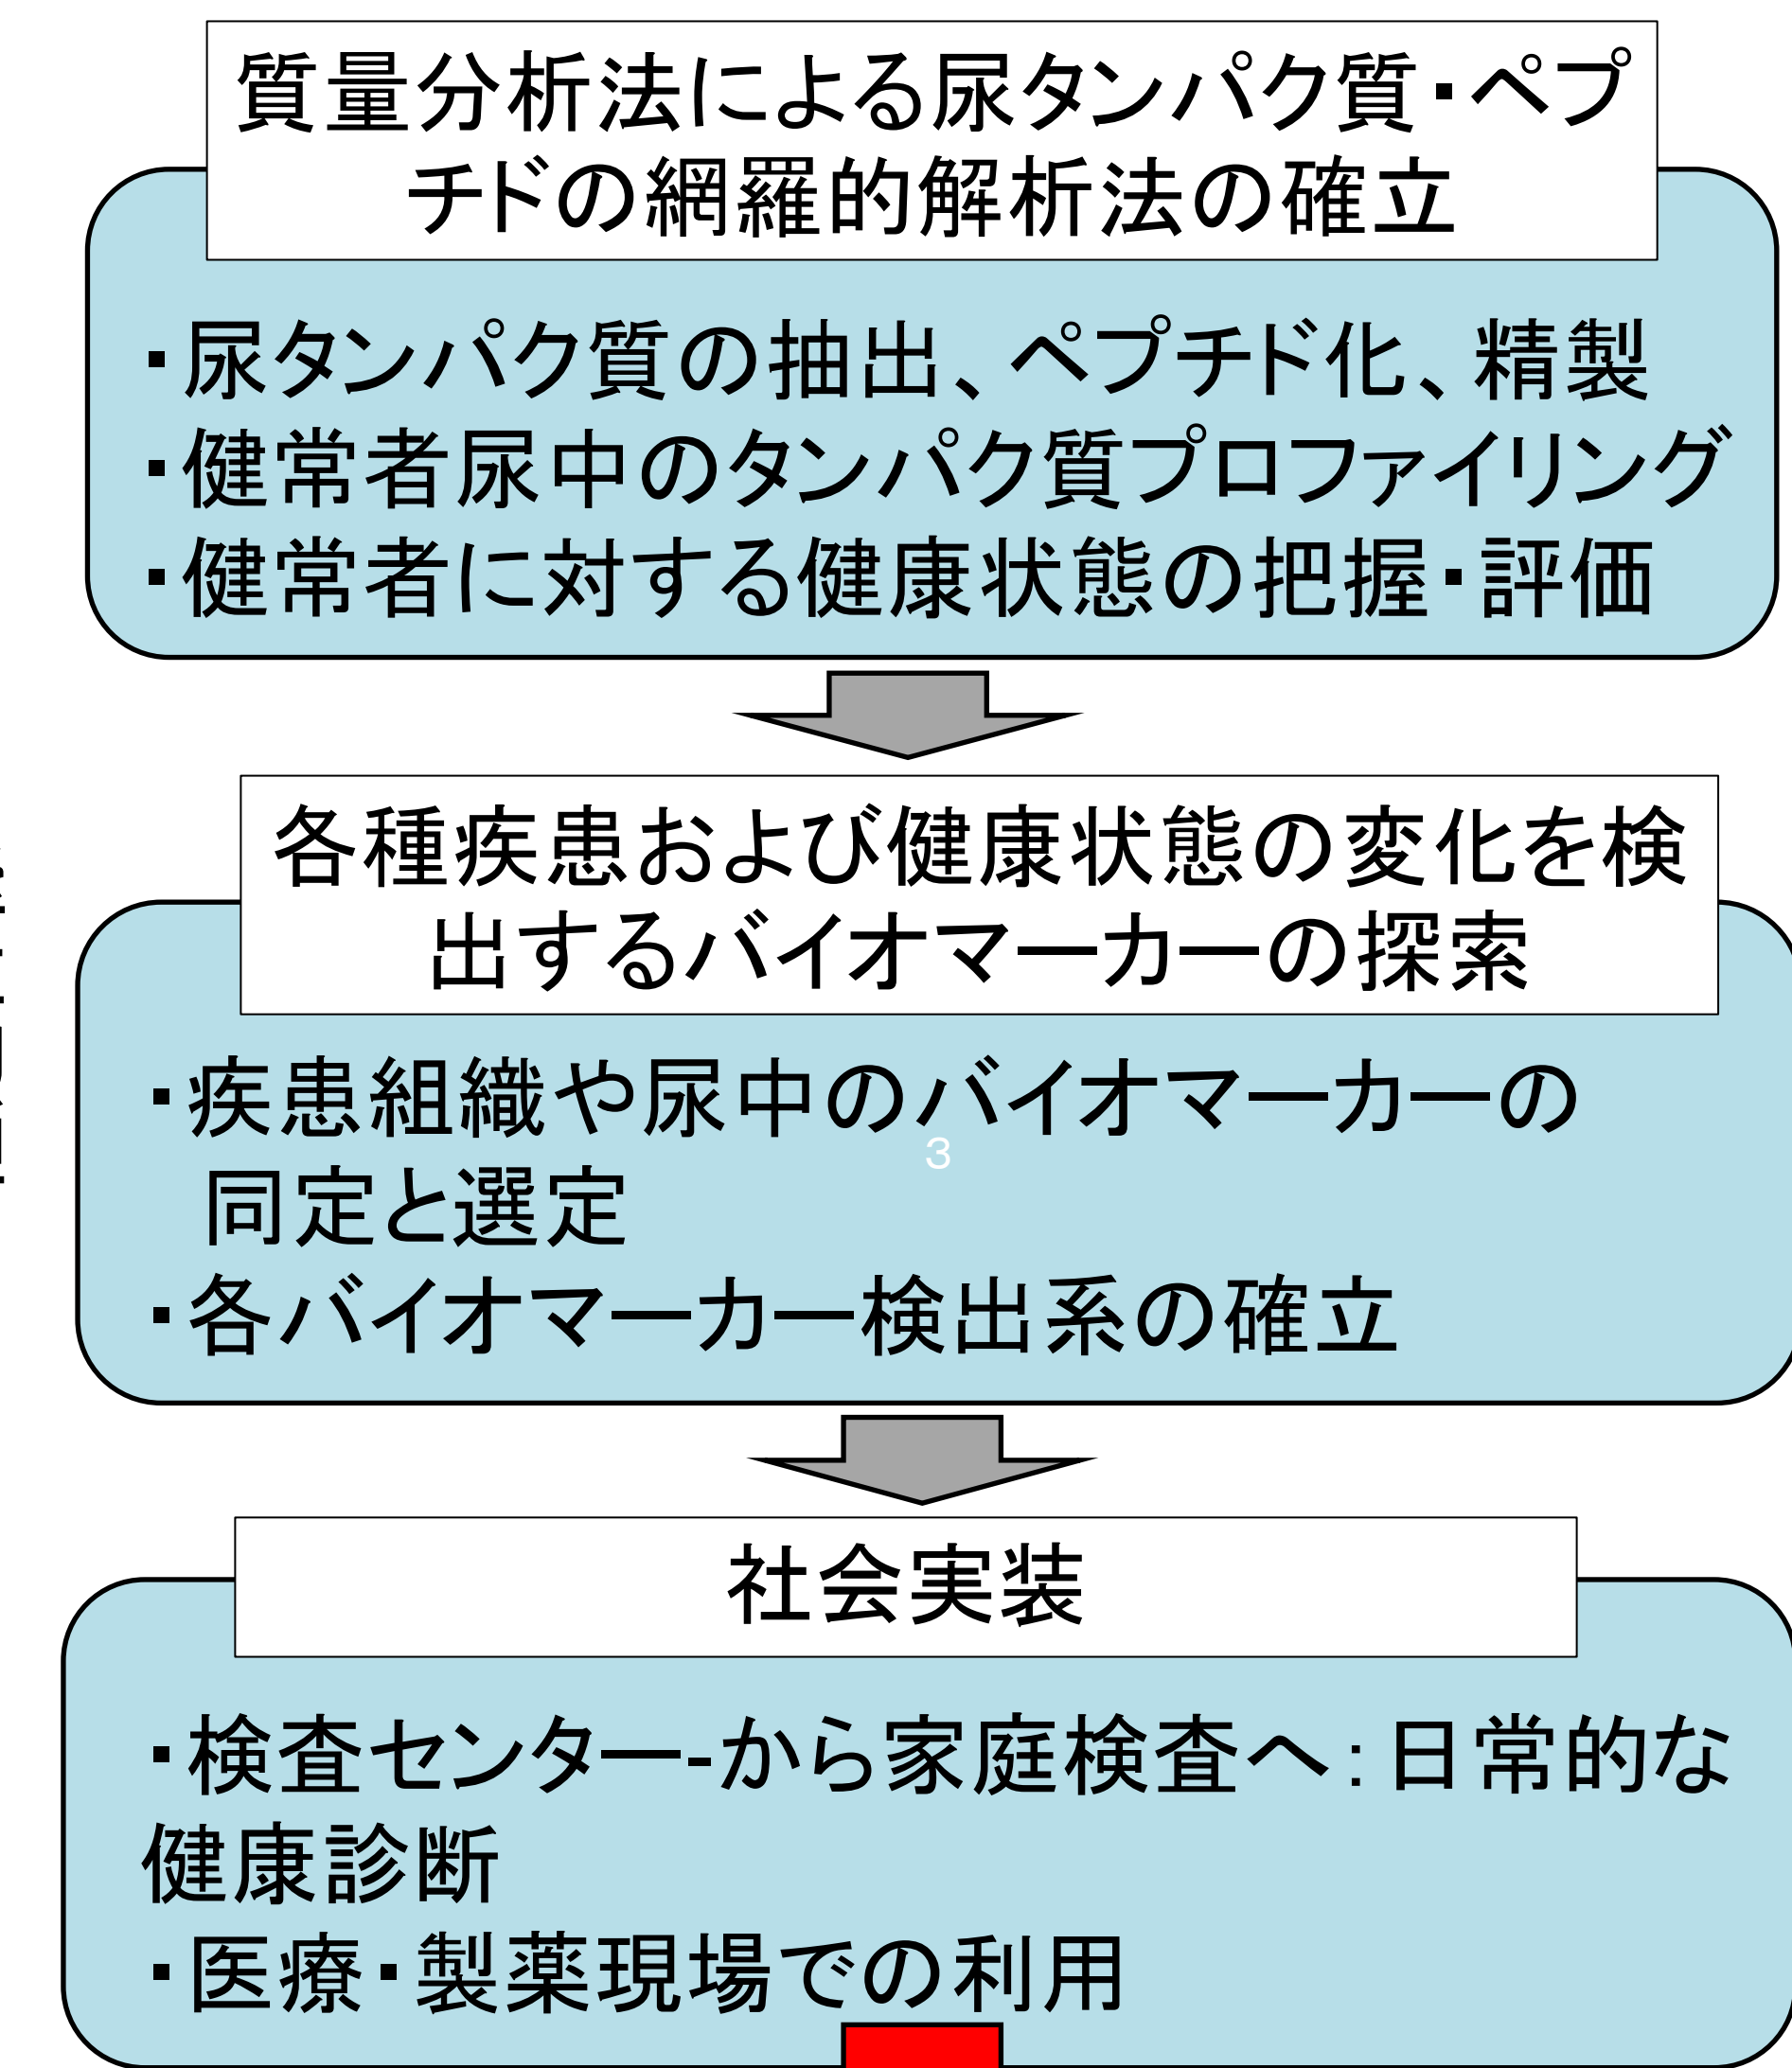 質量分析法による尿タンパク質・ペプ
チドの網羅的解析法の確立
・尿タンパク質の抽出、ペプチド化、精製
・健常者尿中のタンパク質プロファイリング
・健常者に対する健康状態の把握・評価
各種疾患および健康状態の変化を検
出するバイオマーカーの探索
・疾患組織や尿中のバイオマーカーの
3
同定と選定
・各バイオマーカー検出系の確立
社会実装
・検査センターから家庭検査へ：日常的な
健康診断
・医療・製薬現場での利用